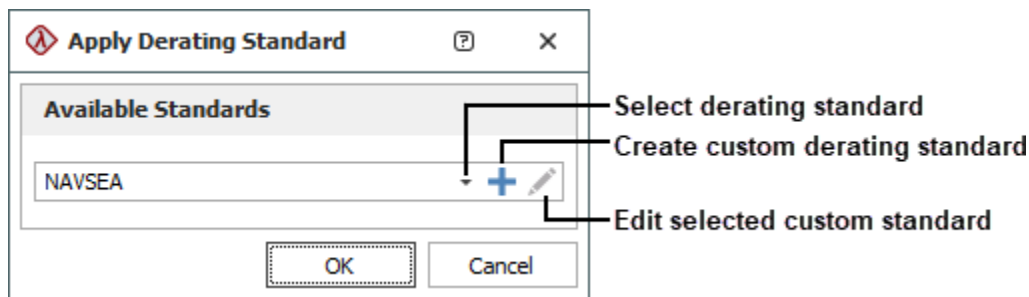 λ Apply Derating Standard ?
Available Standards
Select derating standard
Create custom derating standard
NAVSEA
Edit selected custom standard
OK Cancel